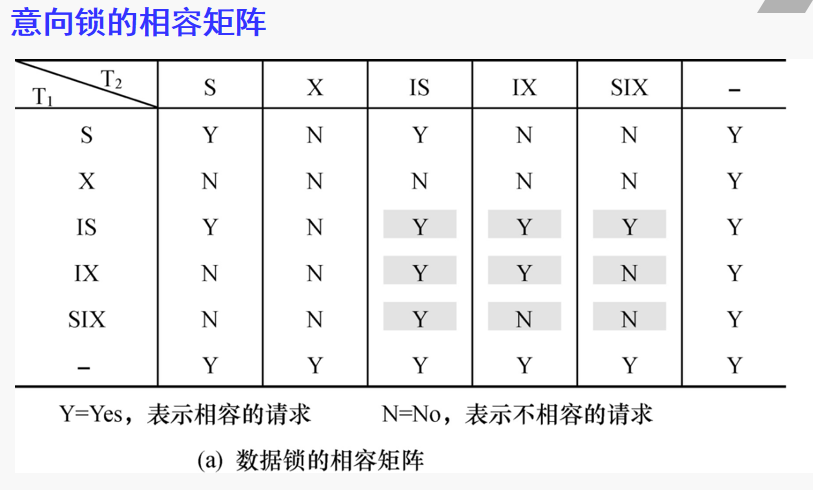 意向锁的相容矩阵
T₁ T₂ S X IS IX SIX –
S Y N Y N N Y
X N N N N N Y
IS Y N Y Y Y Y
IX N N Y Y N Y
SIX N N Y N N Y
– Y Y Y Y Y Y
Y=Yes，表示相容的请求 N=No，表示不相容的请求
(a) 数据锁的相容矩阵